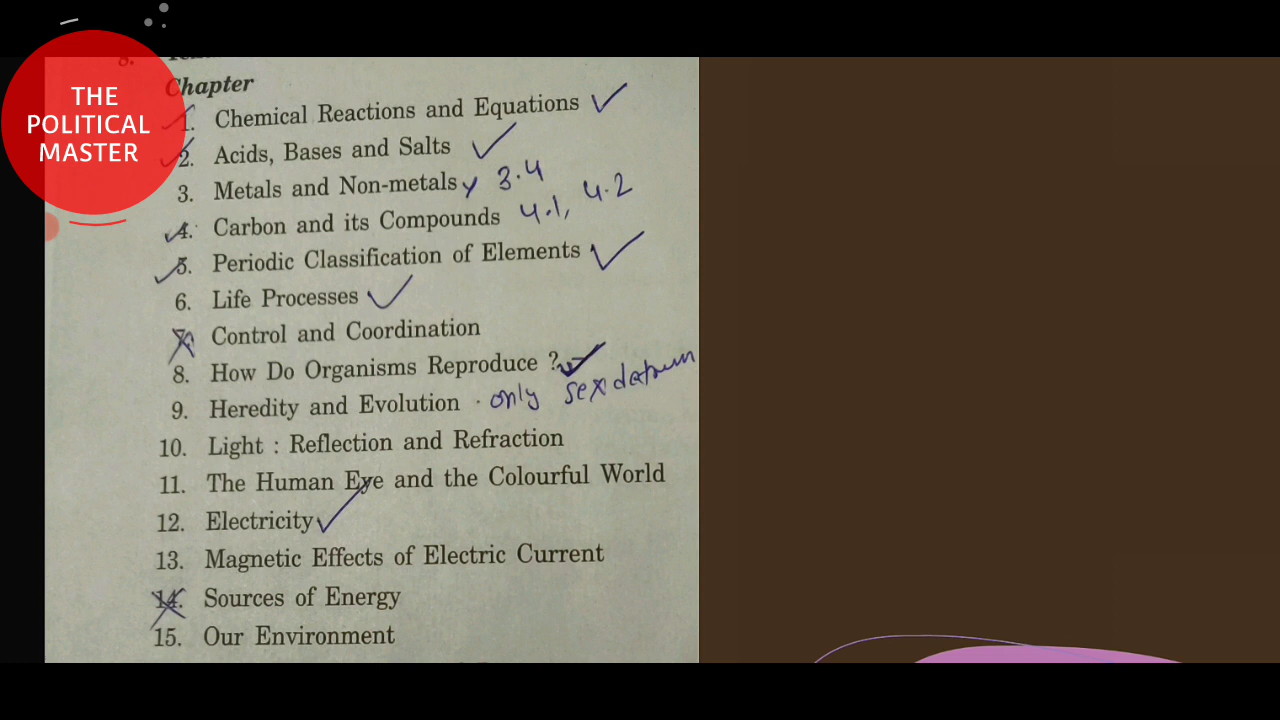 THE
POLITICAL
MASTER
Chapter
1. Chemical Reactions and Equations
2. Acids, Bases and Salts
3. Metals and Non-metals 3.4
4. Carbon and its Compounds 4.1, 4.2
5. Periodic Classification of Elements
6. Life Processes
7. Control and Coordination
8. How Do Organisms Reproduce ?
9. Heredity and Evolution only sex
10. Light : Reflection and Refraction
11. The Human Eye and the Colourful World
12. Electricity
13. Magnetic Effects of Electric Current
14. Sources of Energy
15. Our Environment